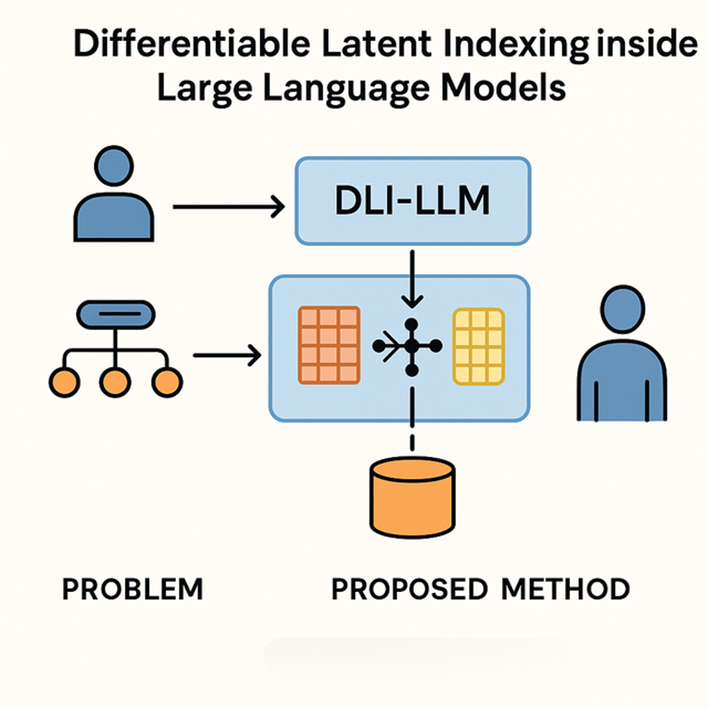 Differentiable Latent Indexing inside
Large Language Models
DLI-LLM
PROBLEM
PROPOSED METHOD